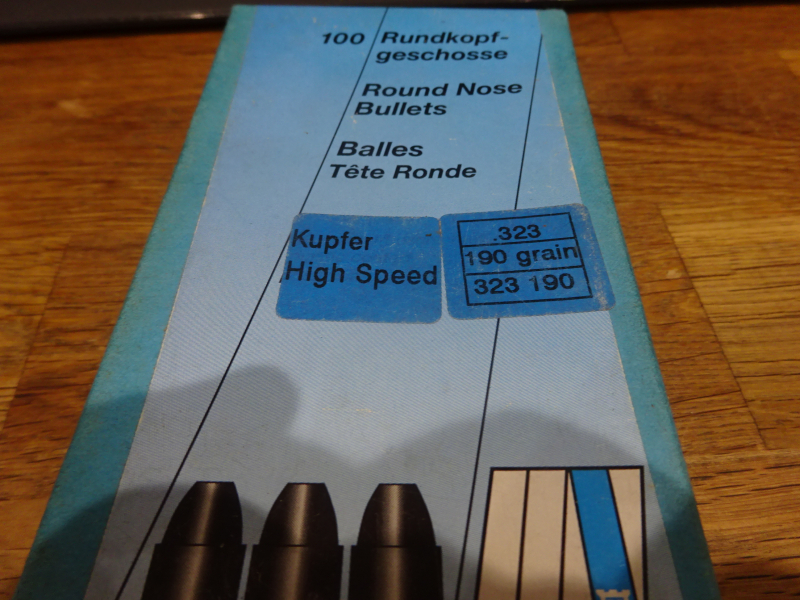 100 Rundkopf-
geschosse
Round Nose
Bullets
Balles
Tête Ronde
Kupfer
High Speed
.323
190 grain
323 190